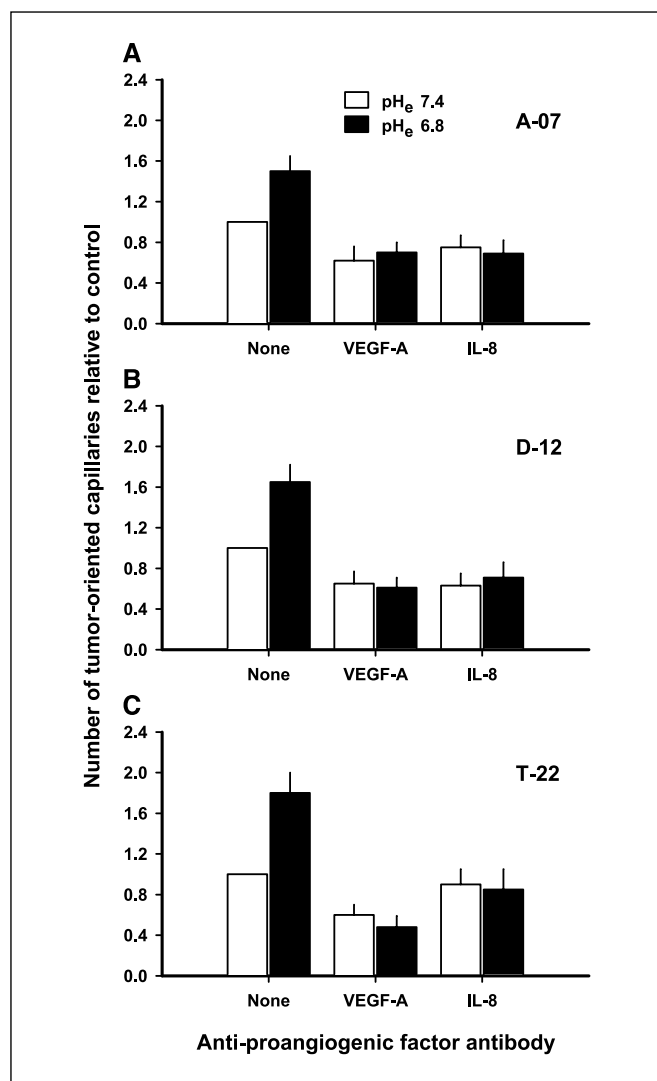 A
2.4
2.0
1.6
1.2
0.8
0.4
0.0
pHe 7.4
pHe 6.8
A-07
None VEGF-A IL-8
B
2.4
2.0
1.6
1.2
0.8
0.4
0.0
D-12
None VEGF-A IL-8
C
2.4
2.0
1.6
1.2
0.8
0.4
0.0
T-22
None VEGF-A IL-8
Number of tumor-oriented capillaries relative to control
Anti-proangiogenic factor antibody